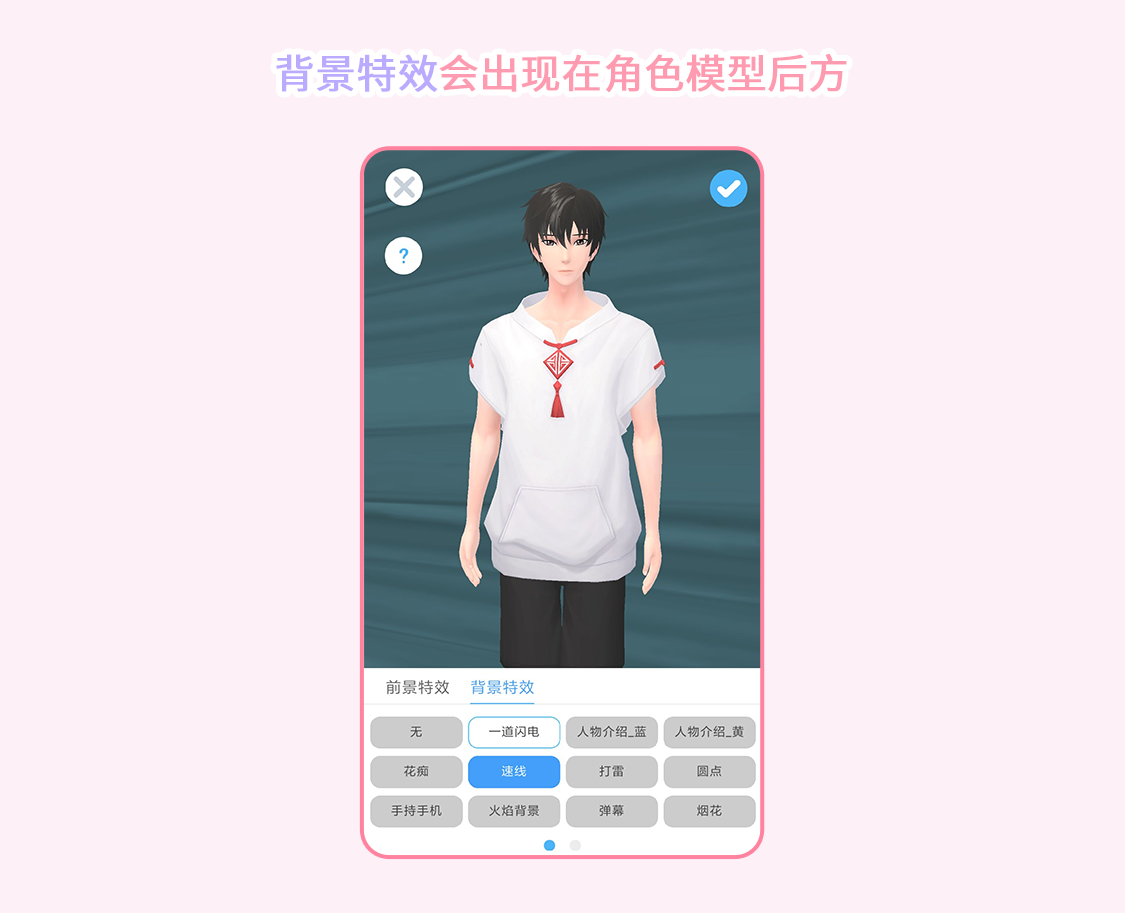 背景特效会出现在角色模型后方
?
前景特效 背景特效
无 一道闪电 人物介绍_蓝 人物介绍_黄
花痴 速线 打雷 圆点
手持手机 火焰背景 弹幕 烟花